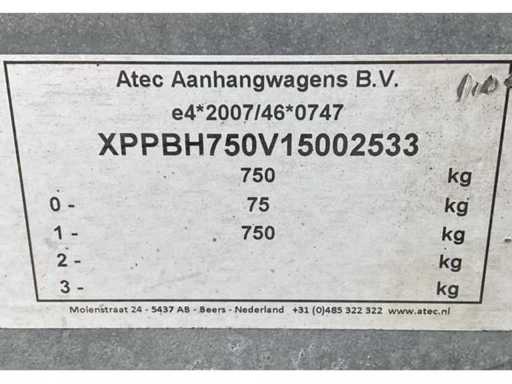 Atec Aanhangwagens B.V.
e4*2007/46*0747
XPPBH750V15002533
750 kg
0 - 75 kg
1 - 750 kg
2 - kg
3 - kg
Molenstraat 24 - 5437 AB - Beers - Nederland +31 (0)485 322 322 www.atec.nl